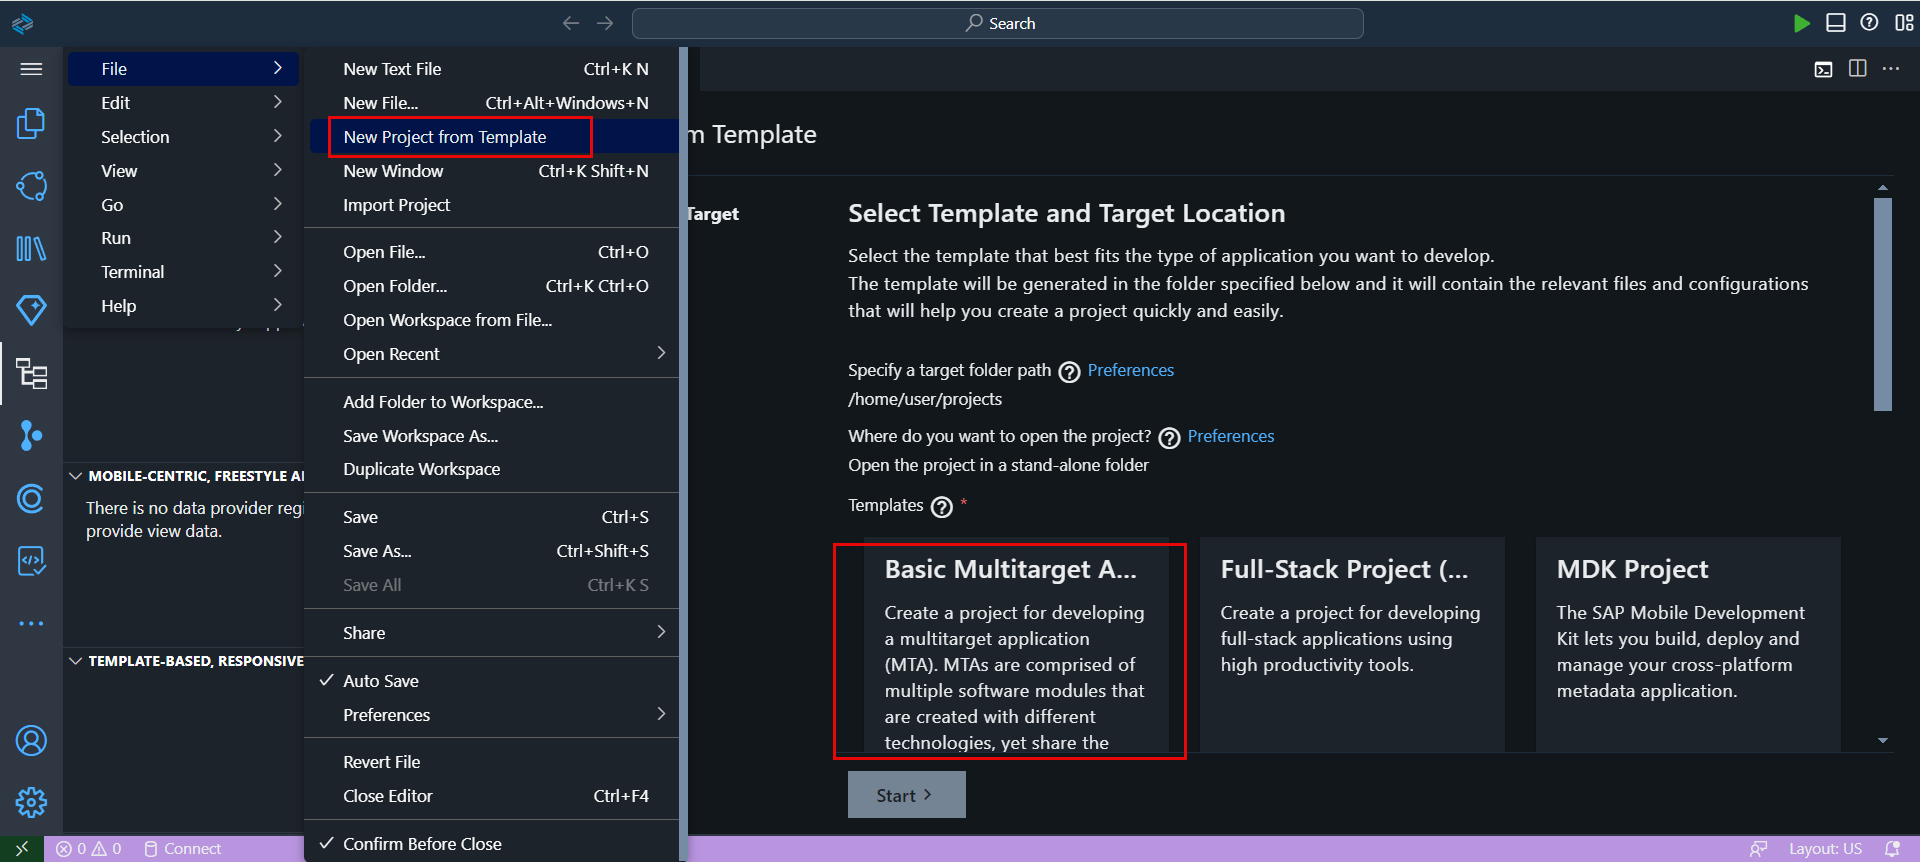 Search
File
Edit
Selection
View
Go
Run
Terminal
Help
New Text File Ctrl+K N
New File... Ctrl+Alt+Windows+N
New Project from Template
New Window Ctrl+K Shift+N
Import Project
Open File... Ctrl+O
Open Folder... Ctrl+K Ctrl+O
Open Workspace from File...
Open Recent
Add Folder to Workspace...
Save Workspace As...
Duplicate Workspace
Save Ctrl+S
Save As... Ctrl+Shift+S
Save All Ctrl+K S
Share
Auto Save
Preferences
Revert File
Close Editor Ctrl+F4
Confirm Before Close
MOBILE-CENTRIC, FREESTYLE
There is no data provider
provide view data.
TEMPLATE-BASED, RESPONSIVE
m Template
Target
Select Template and Target Location
Select the template that best fits the type of application you want to develop.
The template will be generated in the folder specified below and it will contain the relevant files and configurations
that will help you create a project quickly and easily.
Specify a target folder path Preferences
/home/user/projects
Where do you want to open the project? Preferences
Open the project in a stand-alone folder
Templates *
Basic Multitarget A...
Create a project for developing
a multitarget application
(MTA). MTAs are comprised of
multiple software modules that
are created with different
technologies, yet share the
Full-Stack Project (...
Create a project for developing
full-stack applications using
high productivity tools.
MDK Project
The SAP Mobile Development
Kit lets you build, deploy and
manage your cross-platform
metadata application.
Start
0 0 Connect
Layout: US